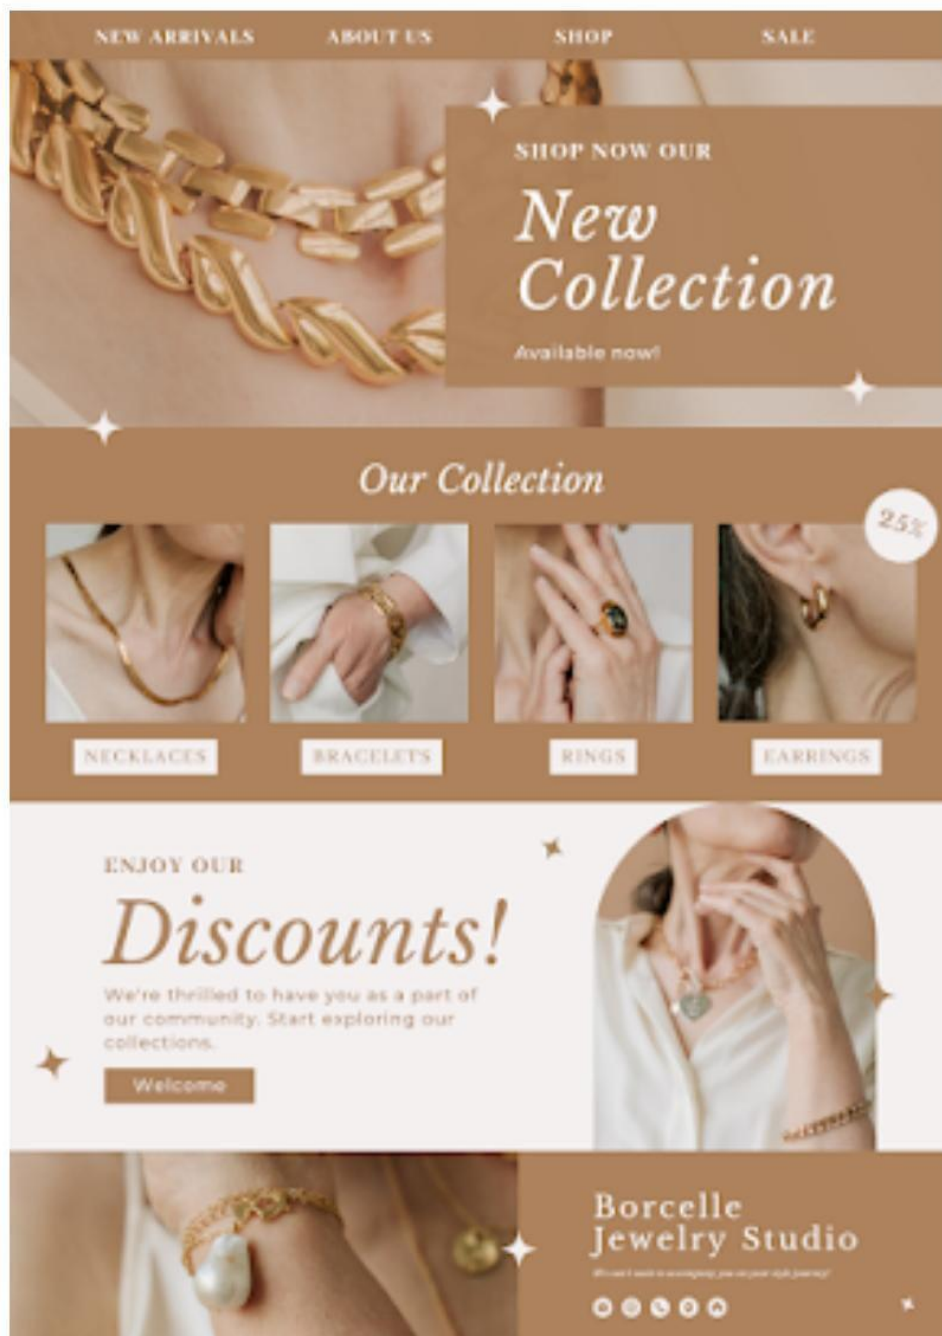 NEW ARRIVALS
ABOUT US
SHOP
SALE
SHOP NOW OUR
New
Collection
Available now!
Our Collection
25%
NECKLACES
BRACELETS
RINGS
EARRINGS
ENJOY OUR
Discounts!
We're thrilled to have you as a part of
our community. Start exploring our
collections.
Welcome
Borcelle
Jewelry Studio